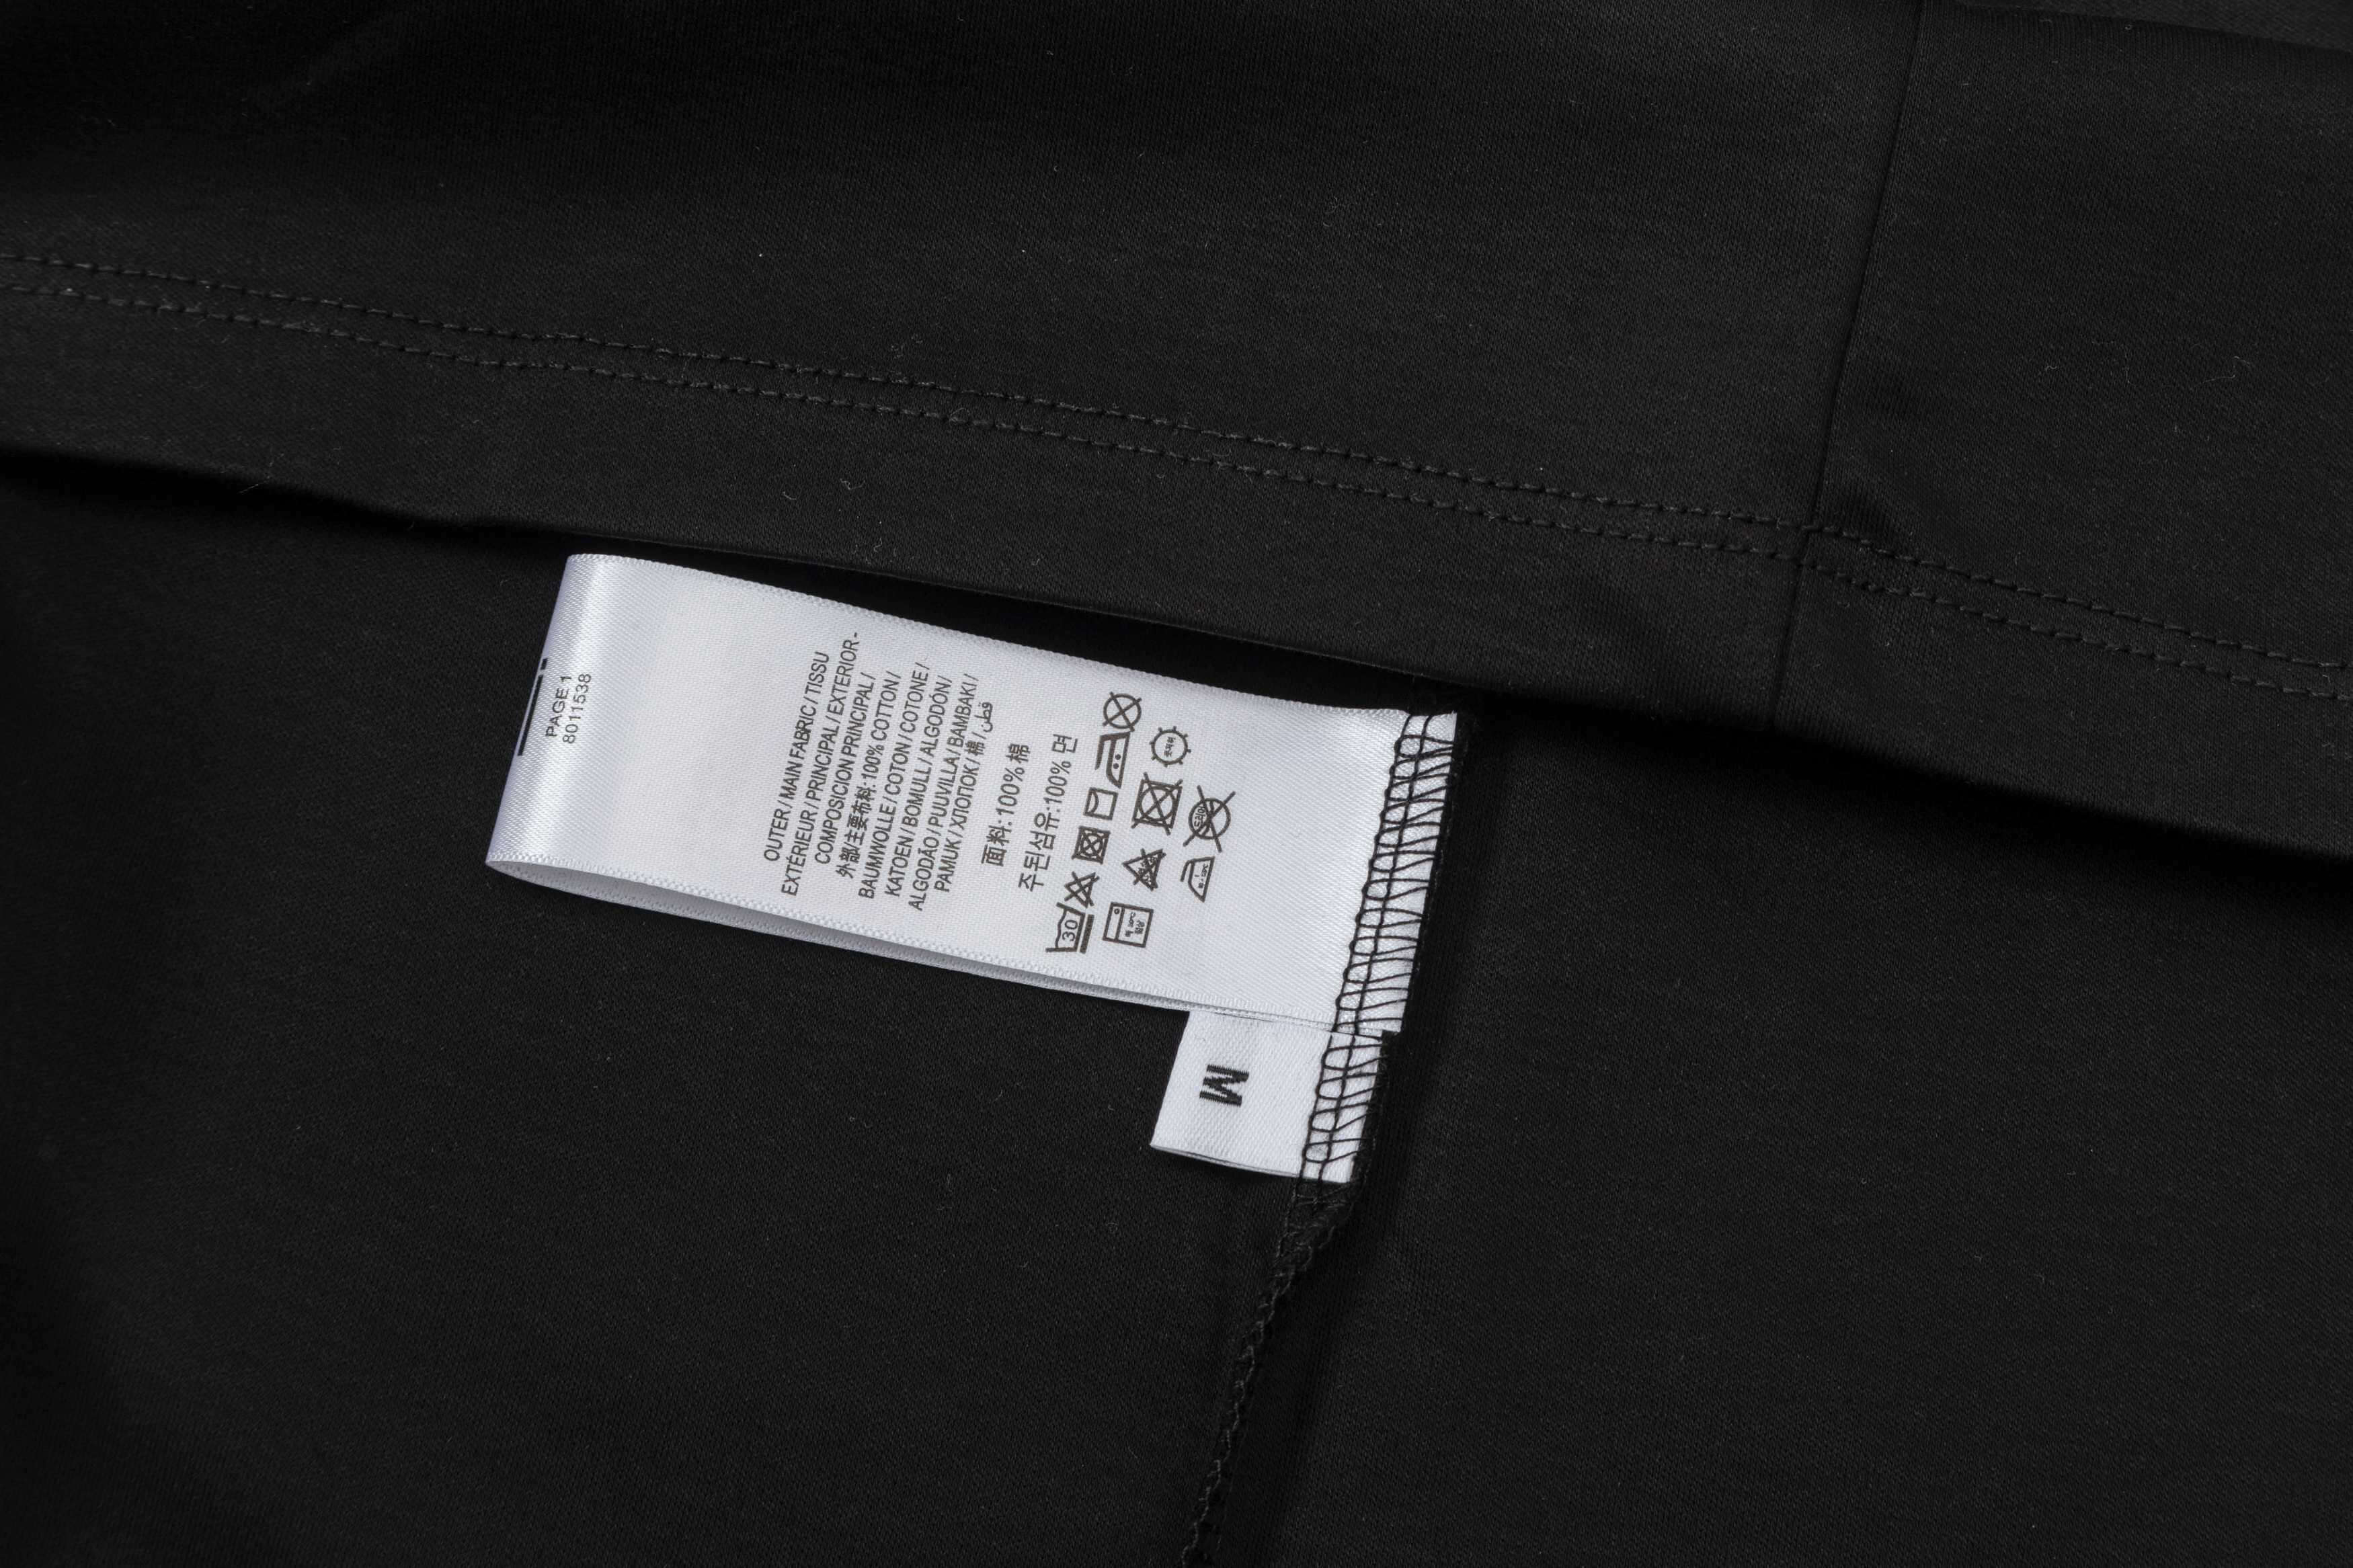 PAGE 1
8011538
OUTER / MAIN FABRIC / TISSU
EXTÉRIEUR / PRINCIPAL / EXTERIOR-
COMPOSICION PRINCIPAL /
外部/主要布料:100% COTTON /
BAUMWOLLE / COTON / COTONE /
KATOEN / BOMULL / ALGODÓN /
ALGODÃO / PUUVILLA / BAMBAKI /
PAMUK / ХЛОПОК / 棉 / قطن
面料:100% 棉
주된섬유:100% 면
30
M